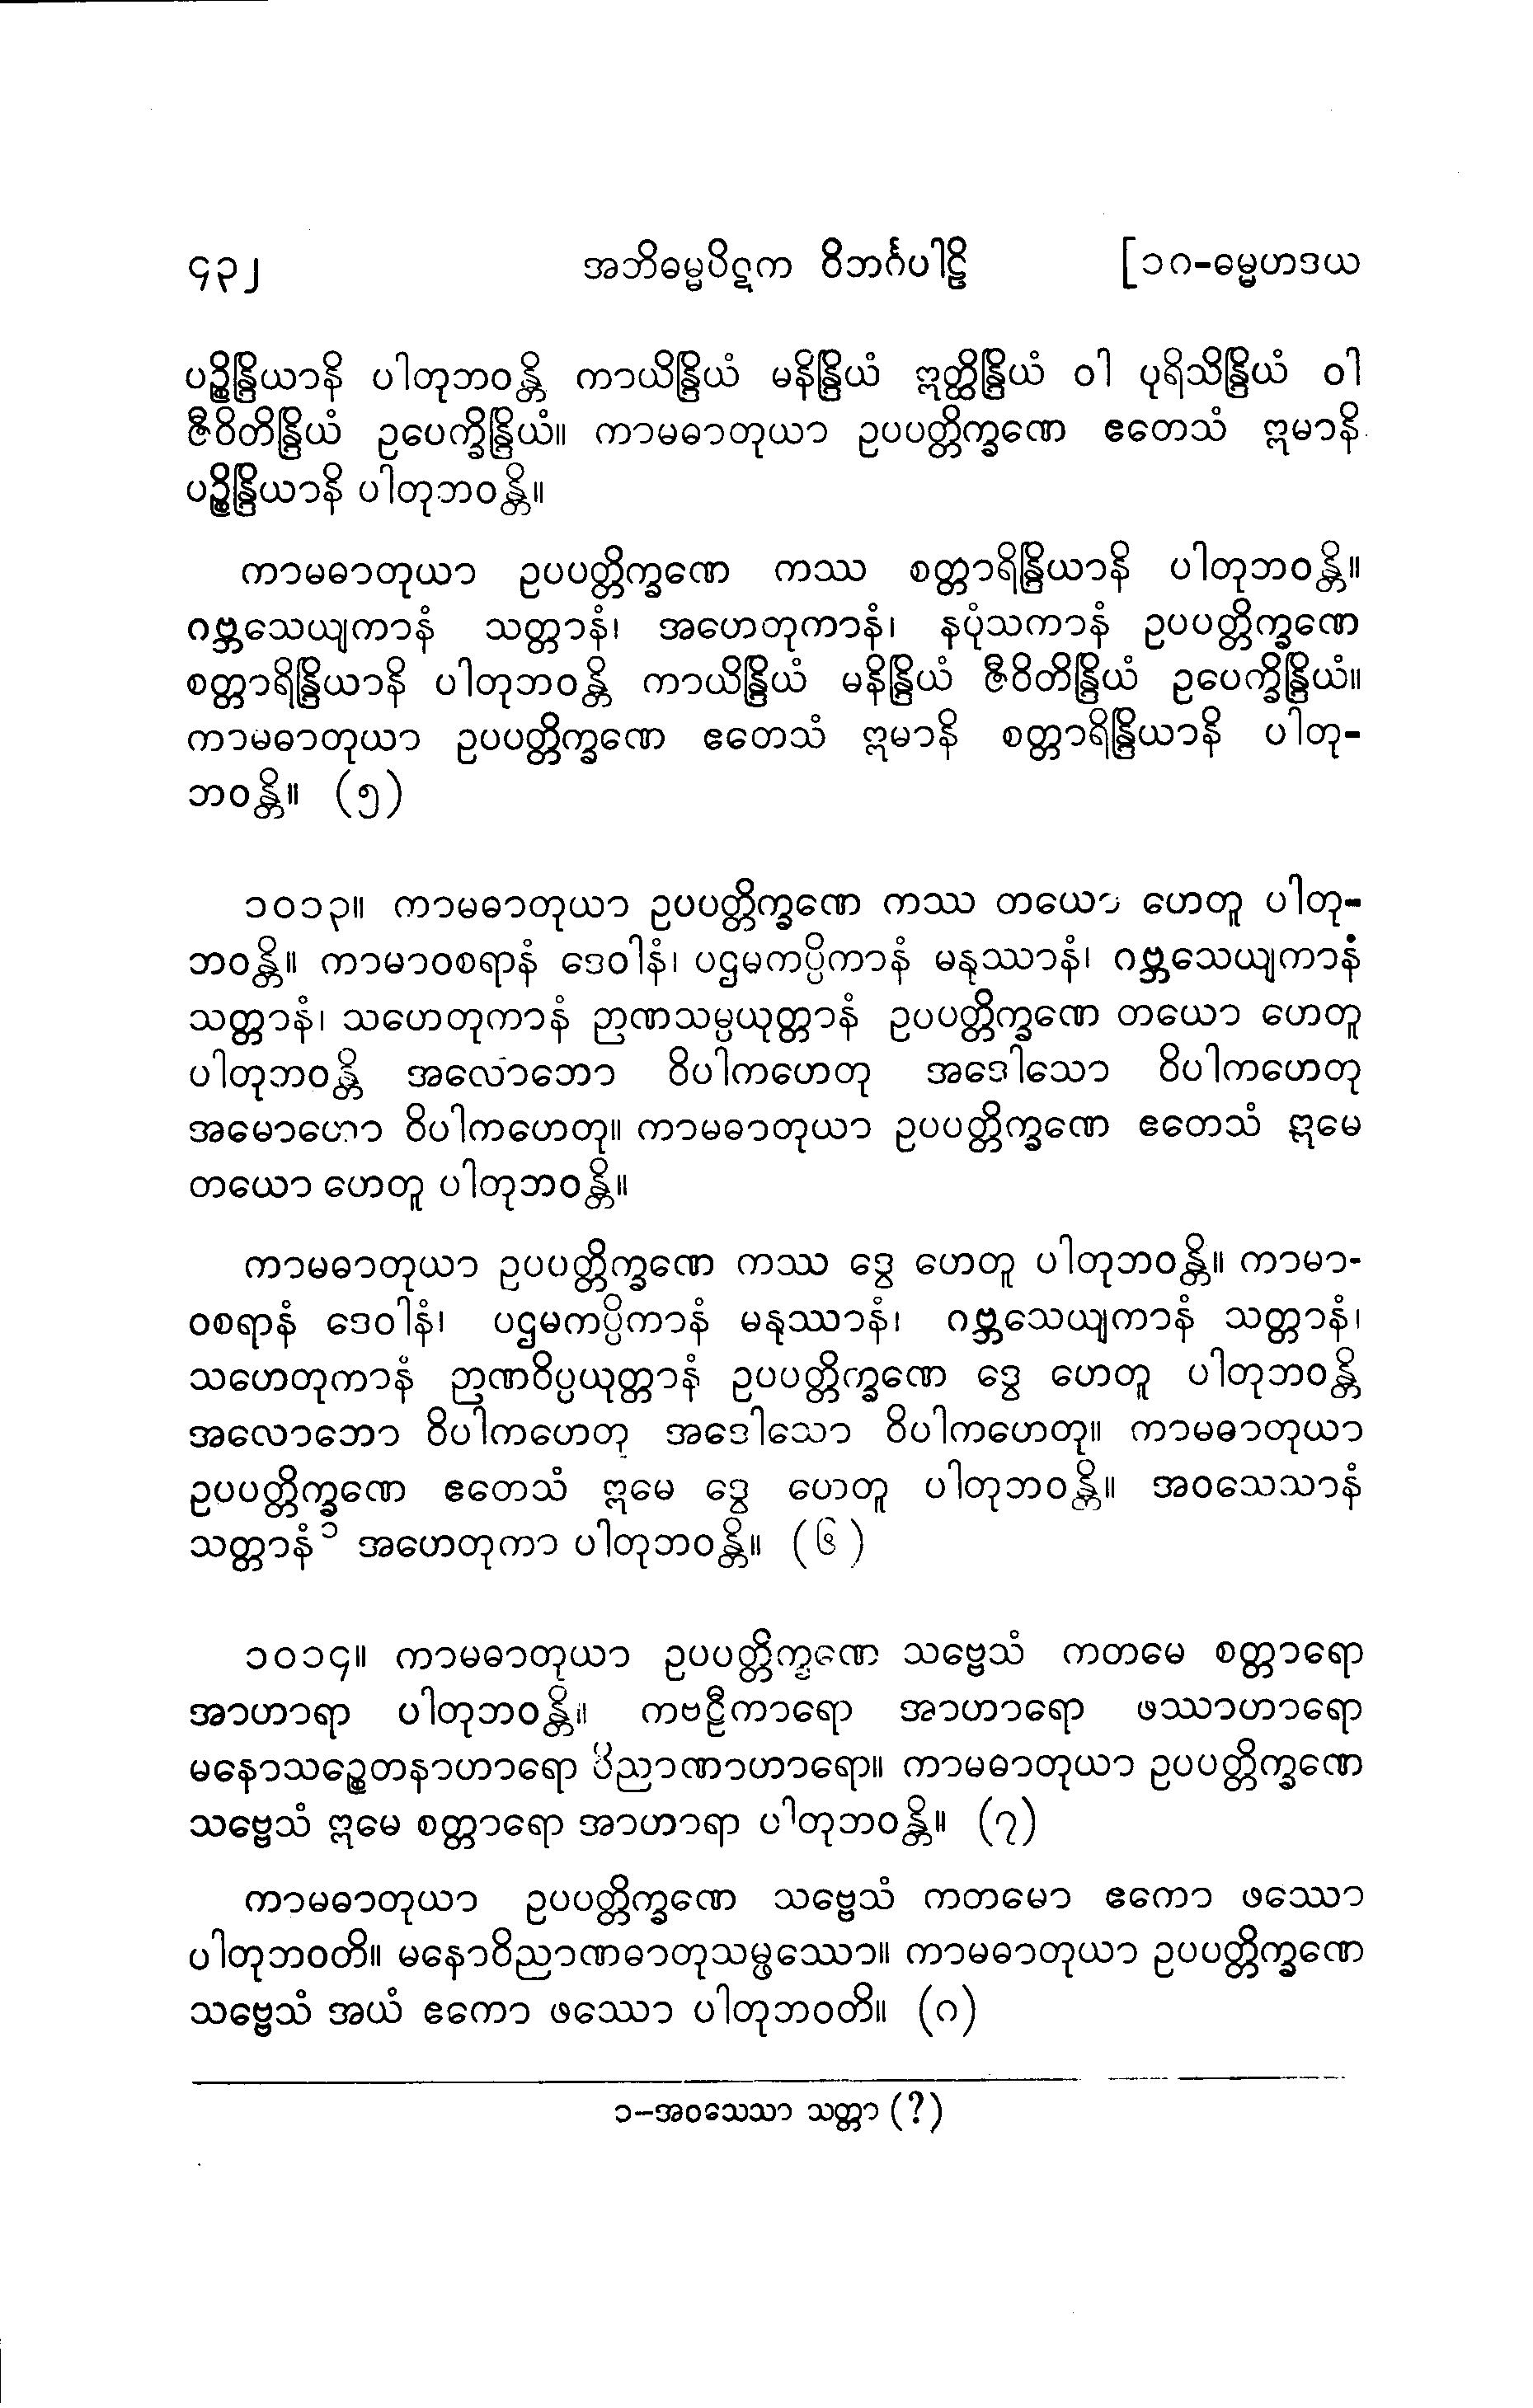 ၄၃၂ အဘိဓမ္မပိဋက ဝိဘင်္ဂပါဠိ [၁၈-ဓမ္မဟဒယ
ပဉ္စိန္ဒြိယာနိ ပါတုဘဝန္တိ ကာယိန္ဒြိယံ မနိန္ဒြိယံ ဣတ္ထိန္ဒြိယံ ဝါ ပုရိသိန္ဒြိယံ ဝါ
ဇီဝိတိန္ဒြိယံ ဥပေက္ခိန္ဒြိယံ။ ကာမဓာတုယာ ဥပပတ္တိက္ခဏေ ဧတေသံ ဣမာနိ
ပဉ္စိန္ဒြိယာနိ ပါတုဘဝန္တိ။
ကာမဓာတုယာ ဥပပတ္တိက္ခဏေ ကဿ စတ္တာရိန္ဒြိယာနိ ပါတုဘဝန္တိ။
ဂဗ္ဘသေယျကာနံ သတ္တာနံ၊ အဟေတုကာနံ၊ နပုံသကာနံ ဥပပတ္တိက္ခဏေ
စတ္တာရိန္ဒြိယာနိ ပါတုဘဝန္တိ ကာယိန္ဒြိယံ မနိန္ဒြိယံ ဇီဝိတိန္ဒြိယံ ဥပေက္ခိန္ဒြိယံ။
ကာမဓာတုယာ ဥပပတ္တိက္ခဏေ ဧတေသံ ဣမာနိ စတ္တာရိန္ဒြိယာနိ ပါတု-
ဘဝန္တိ။ (၅)
၁၀၁၃။ ကာမဓာတုယာ ဥပပတ္တိက္ခဏေ ကဿ တယော ဟေတူ ပါတု-
ဘဝန္တိ။ ကာမာဝစရာနံ ဒေဝါနံ၊ ပဌမကပ္ပိကာနံ မနုဿာနံ၊ ဂဗ္ဘသေယျကာနံ
သတ္တာနံ၊ သဟေတုကာနံ ဉာဏသမ္ပယုတ္တာနံ ဥပပတ္တိက္ခဏေ တယော ဟေတူ
ပါတုဘဝန္တိ အလောဘော ဝိပါကဟေတု အဒေါသော ဝိပါကဟေတု
အမောဟော ဝိပါကဟေတု။ ကာမဓာတုယာ ဥပပတ္တိက္ခဏေ ဧတေသံ ဣမေ
တယော ဟေတူ ပါတုဘဝန္တိ။
ကာမဓာတုယာ ဥပပတ္တိက္ခဏေ ကဿ ဒွေ ဟေတူ ပါတုဘဝန္တိ။ ကာမာ-
ဝစရာနံ ဒေဝါနံ၊ ပဌမကပ္ပိကာနံ မနုဿာနံ၊ ဂဗ္ဘသေယျကာနံ သတ္တာနံ၊
သဟေတုကာနံ ဉာဏဝိပ္ပယုတ္တာနံ ဥပပတ္တိက္ခဏေ ဒွေ ဟေတူ ပါတုဘဝန္တိ
အလောဘော ဝိပါကဟေတု အဒေါသော ဝိပါကဟေတု။ ကာမဓာတုယာ
ဥပပတ္တိက္ခဏေ ဧတေသံ ဣမေ ဒွေ ဟေတူ ပါတုဘဝန္တိ။ အဝသေသာနံ
သတ္တာနံ၁ အဟေတုကာ ပါတုဘဝန္တိ။ (၆)
၁၀၁၄။ ကာမဓာတုယာ ဥပပတ္တိက္ခဏေ သဗ္ဗေသံ ကတမေ စတ္တာရော
အာဟာရာ ပါတုဘဝန္တိ။ ကဗဠီကာရော အာဟာရော ဖဿာဟာရော
မနောသဉ္စေတနာဟာရော ဝိညာဏာဟာရော။ ကာမဓာတုယာ ဥပပတ္တိက္ခဏေ
သဗ္ဗေသံ ဣမေ စတ္တာရော အာဟာရာ ပါတုဘဝန္တိ။ (၇)
ကာမဓာတုယာ ဥပပတ္တိက္ခဏေ သဗ္ဗေသံ ကတမော ဧကော ဖဿော
ပါတုဘဝတိ။ မနောဝိညာဏဓာတုသမ္ဖဿော။ ကာမဓာတုယာ ဥပပတ္တိက္ခဏေ
သဗ္ဗေသံ အယံ ဧကော ဖဿော ပါတုဘဝတိ။ (၈)
၁-အဝသေသာ သတ္တာ (?)